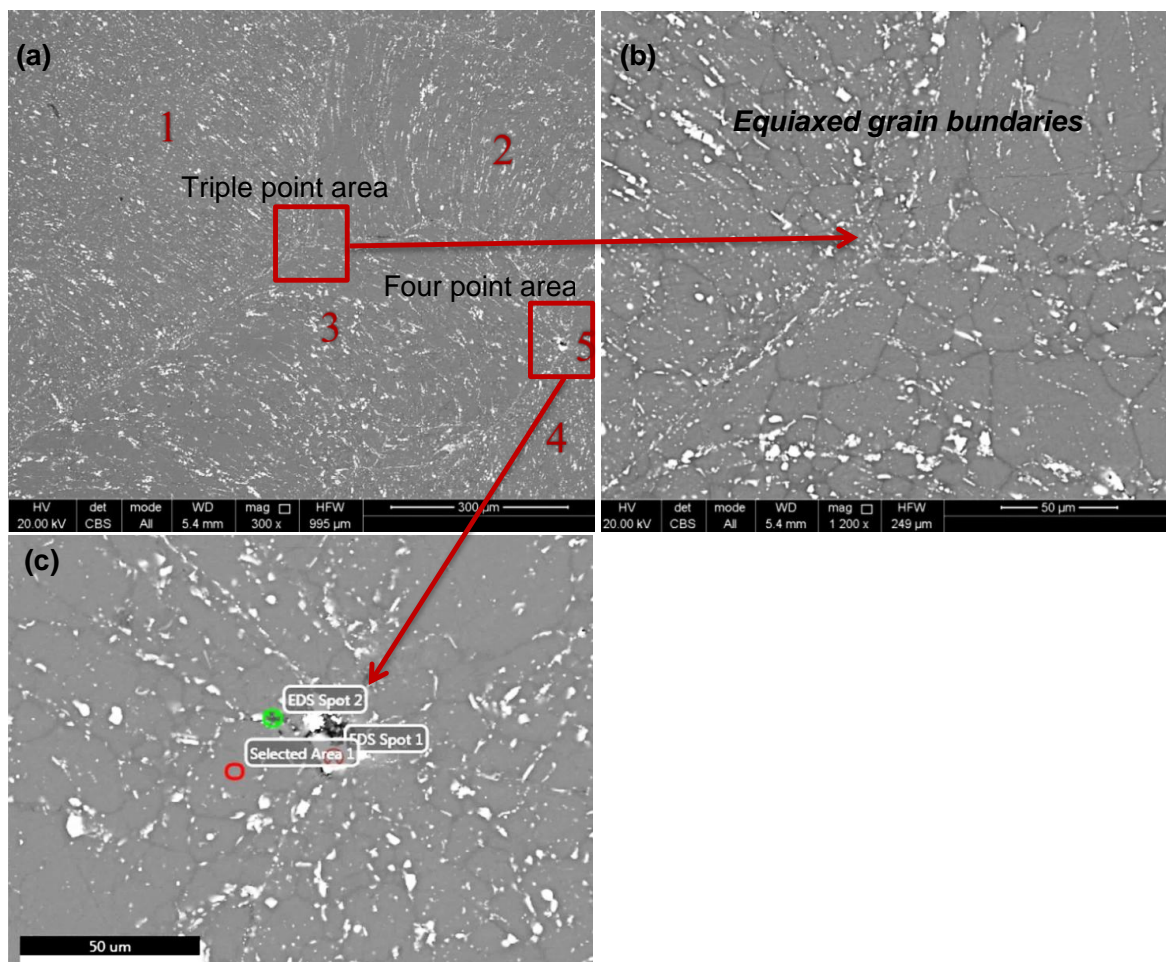 (a)
1
2
Triple point area
Four point area
3
5
4
HV det mode WD mag HFW 300 µm
20.00 kV CBS All 5.4 mm 300 x 995 µm
(b)
Equiaxed grain bundaries
HV det mode WD mag HFW 50 µm
20.00 kV CBS All 5.4 mm 1 200 x 249 µm
(c)
EDS Spot 2
EDS Spot 1
Selected Area 1
50 um